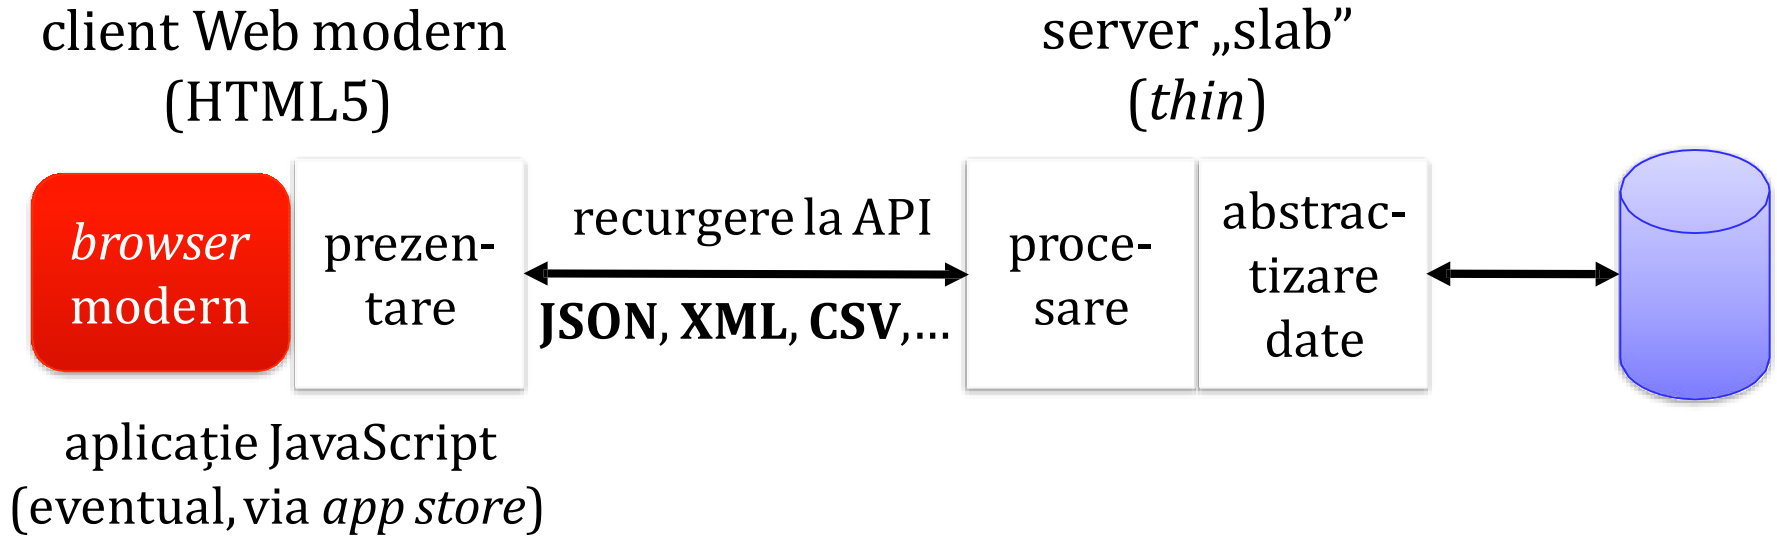 client Web modern
(HTML5)
server „slab”
(thin)
browser
modern
prezen-
tare
recurgere la API
JSON, XML, CSV,...
proce-
sare
abstrac-
tizare
date
aplicație JavaScript
(eventual, via app store)